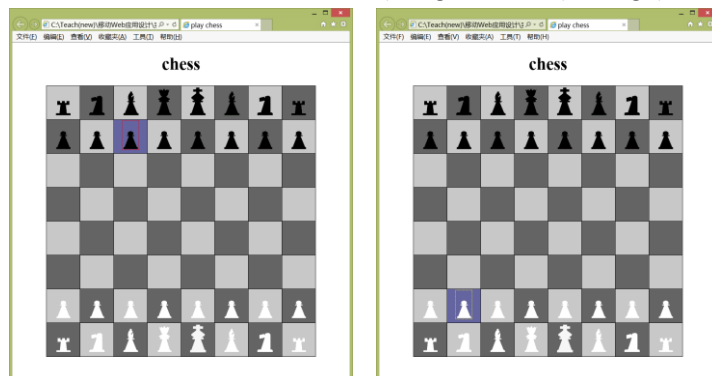 C:\Teach(new)\移动Web应用设计\
play chess
文件(F) 编辑(E) 查看(V) 收藏夹(A) 工具(T) 帮助(H)
chess
C:\Teach(new)\移动Web应用设计\
play chess
文件(F) 编辑(E) 查看(V) 收藏夹(A) 工具(T) 帮助(H)
chess